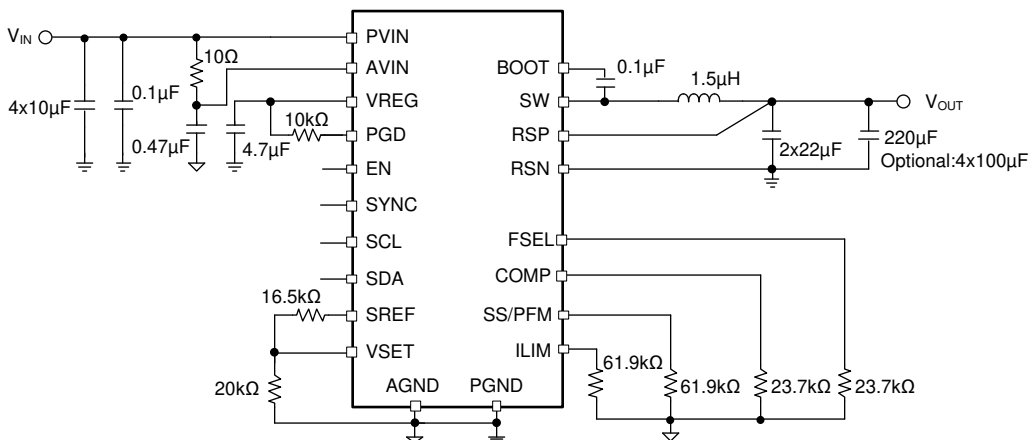 V_IN
4x10µF
0.1µF
10Ω
0.47µF
4.7µF
10kΩ
PVIN
AVIN
VREG
PGD
EN
SYNC
SCL
SDA
16.5kΩ
SREF
VSET
20kΩ
AGND
PGND
BOOT
0.1µF
SW
1.5µH
RSP
RSN
V_OUT
2x22µF
220µF
Optional:4x100µF
FSEL
COMP
SS/PFM
ILIM
61.9kΩ
61.9kΩ
23.7kΩ
23.7kΩ